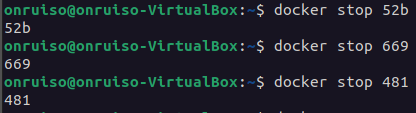 onruiso@onruiso-VirtualBox:~$ docker stop 52b
52b
onruiso@onruiso-VirtualBox:~$ docker stop 669
669
onruiso@onruiso-VirtualBox:~$ docker stop 481
481